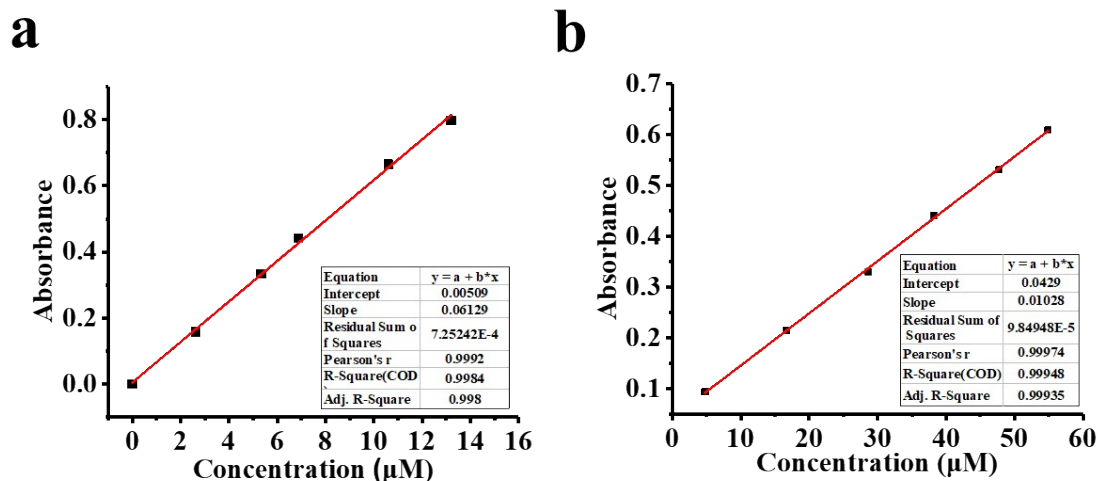 a
Absorbance
0.8
0.6
0.4
0.2
0.0
0 2 4 6 8 10 12 14 16
Concentration (μM)
Equation y = a + b*x
Intercept 0.00509
Slope 0.06129
Residual Sum o
f Squares 7.25242E-4
Pearson's r 0.9992
R-Square(COD
) 0.9984
Adj. R-Square 0.998
b
Absorbance
0.7
0.6
0.5
0.4
0.3
0.2
0.1
0 10 20 30 40 50 60
Concentration (μM)
Equation y = a + b*x
Intercept 0.0429
Slope 0.01028
Residual Sum of
Squares 9.84948E-5
Pearson's r 0.99974
R-Square(COD) 0.99948
Adj. R-Square 0.99935